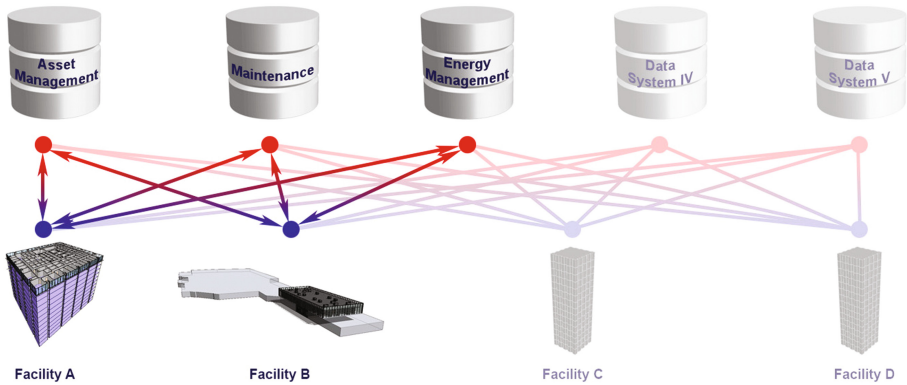 Asset
Management
Maintenance
Energy
Management
Data
System IV
Data
System V
Facility A
Facility B
Facility C
Facility D